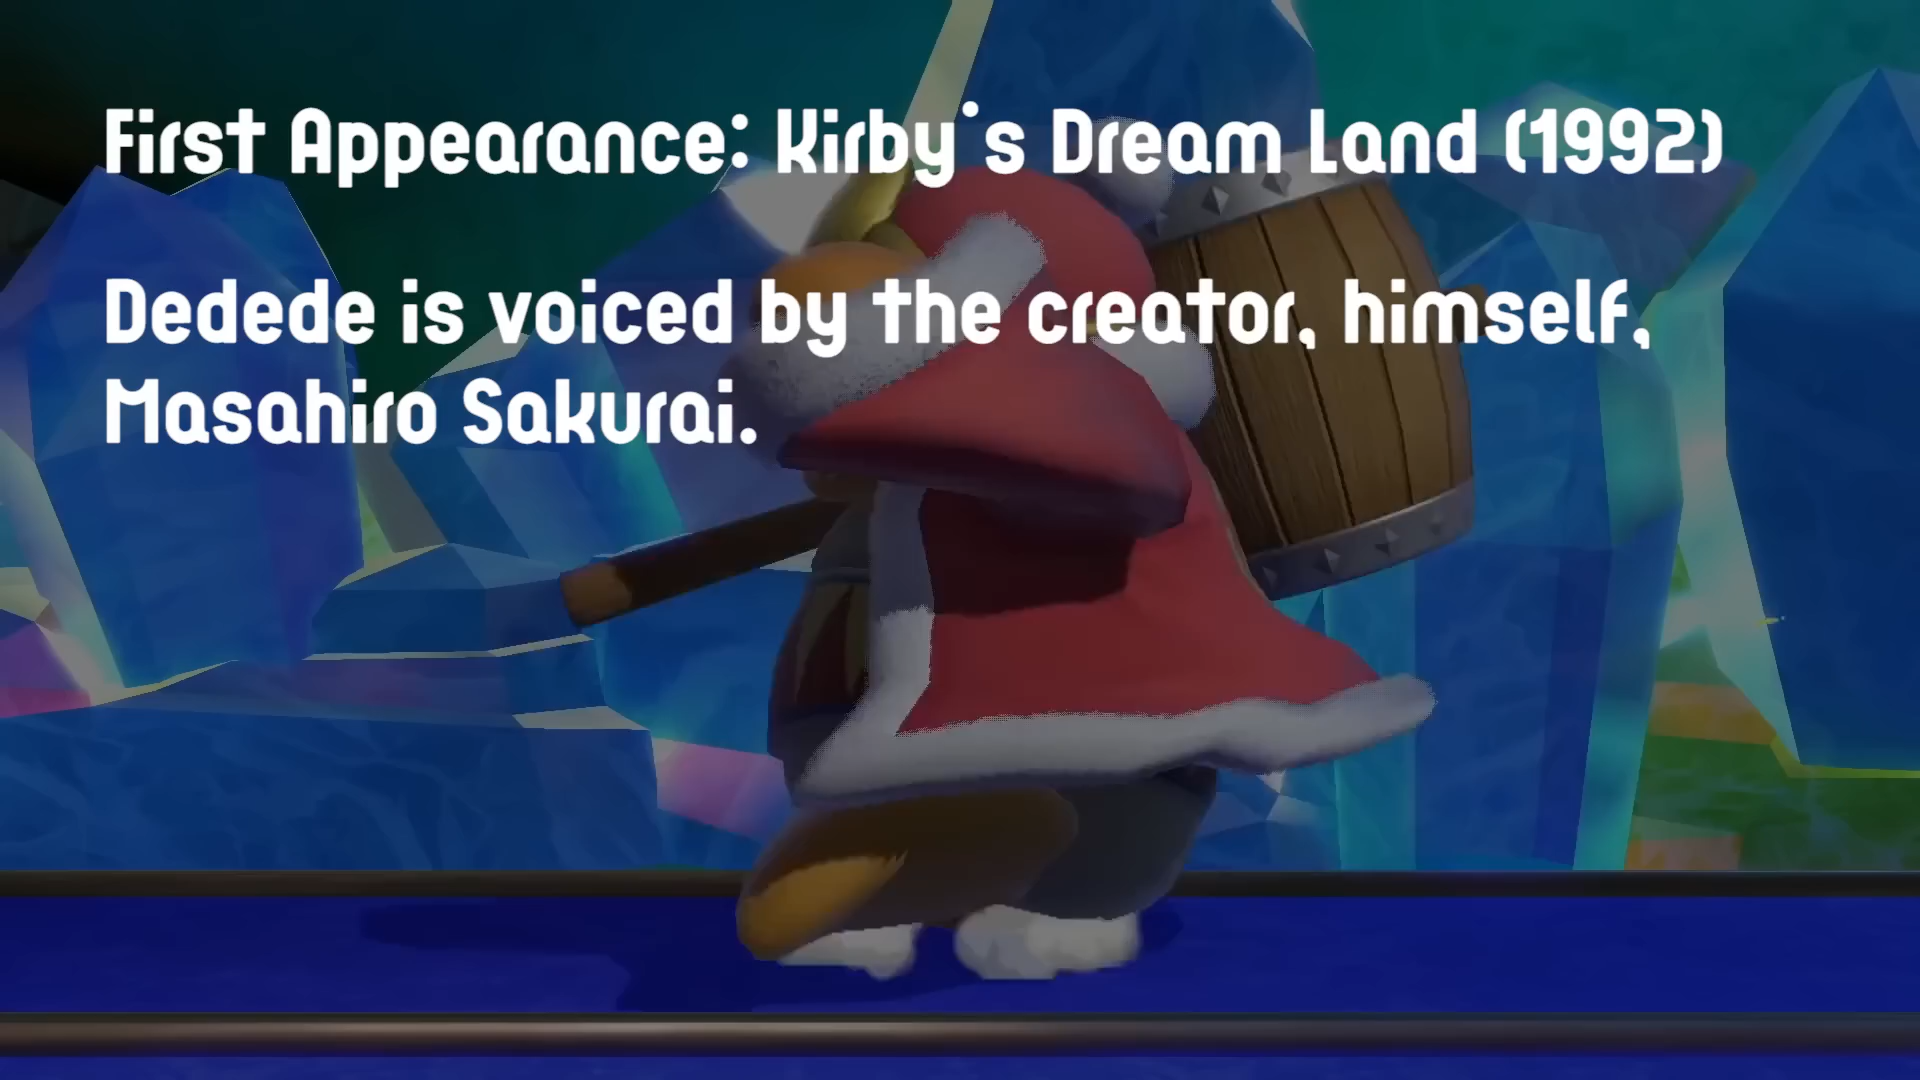 First Appearance: Kirby's Dream Land (1992)
Dedede is voiced by the creator, himself,
Masahiro Sakurai.